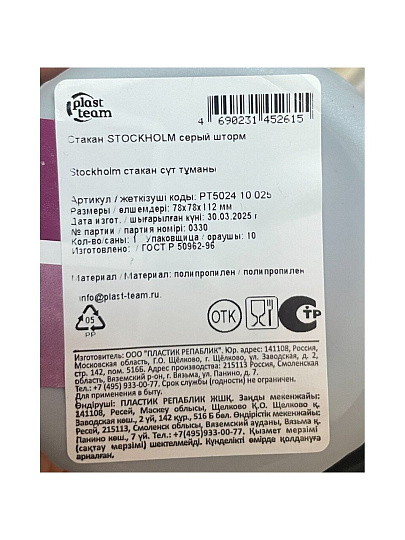 plast
team
4 690231 452615
Стакан STOCKHOLM серый шторм
Stockholm стакан сүт тұманы
Артикул / жеткізуші коды: PT5024 10 025
Размеры / өлшемдері: 78x78x112 мм
Дата изгот. / шығарылған күні: 30.03.2025 г
№ партии / партия номірі: 0330
Кол-во/саны: 1 Упаковщица / ораушы: 10
Изготовлено: ГОСТ Р 50962-96
Материал / Материал: полипропилен / полипропилен
info@plast-team.ru
05
PP
ОТК
СТР
Изготовитель: ООО "ПЛАСТИК РЕПАБЛИК". Юр. адрес: 141108, Россия,
Московская область, Г.О. Щёлково, г. Щёлково, ул. Заводская, д. 2,
стр. 142, пом. 516Б. Адрес производства: 215113 Россия, Смоленская
область, Вяземский р-он, г. Вязьма, ул. Панино, д. 7.
Тел. +7(495) 933-00-77. Срок службы (годности) не ограничен.
Для применения в быту.
Өндіруші: ПЛАСТИК РЕПАБЛИК ЖШҚ. Заңды мекенжайы:
141108, Ресей, Мәскеу облысы, Щелково Қ.О. Щелково қ.
Заводская көш., 2 үй, 142 құр., 516 Б бөл. Өндірістік мекенжайы:
Ресей, 215113, Смоленск облысы, Вяземский ауданы, Вязьма қ.
Панино көш., 7 үй. Тел.: +7(495)933-00-77. Қызмет мерзімі
(сақтау мерзімі) шектелмейді. Күнделікті өмірде қолдануға
арналған.